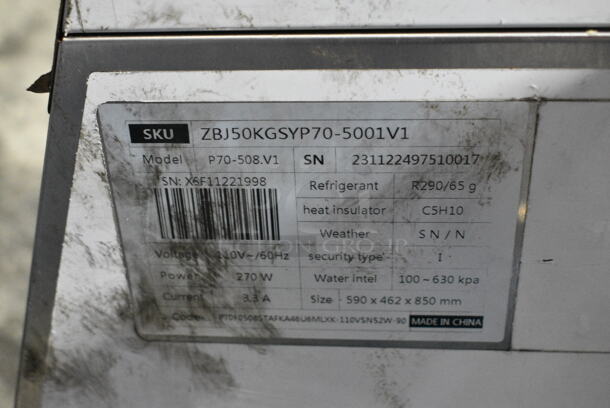 SKU ZBJ50KGSYP70-5001V1
Model P70-508.V1 SN 231122497510017
SN: X6F11221998 Refrigerant R290/65 g
heat insulator C5H10
Weather SN/N
Voltage 110V~/60Hz security type I
Power 270 W Water intel 100~630 kpa
Current 3.3 A Size 590 x 462 x 850 mm
Code MADE IN CHINA